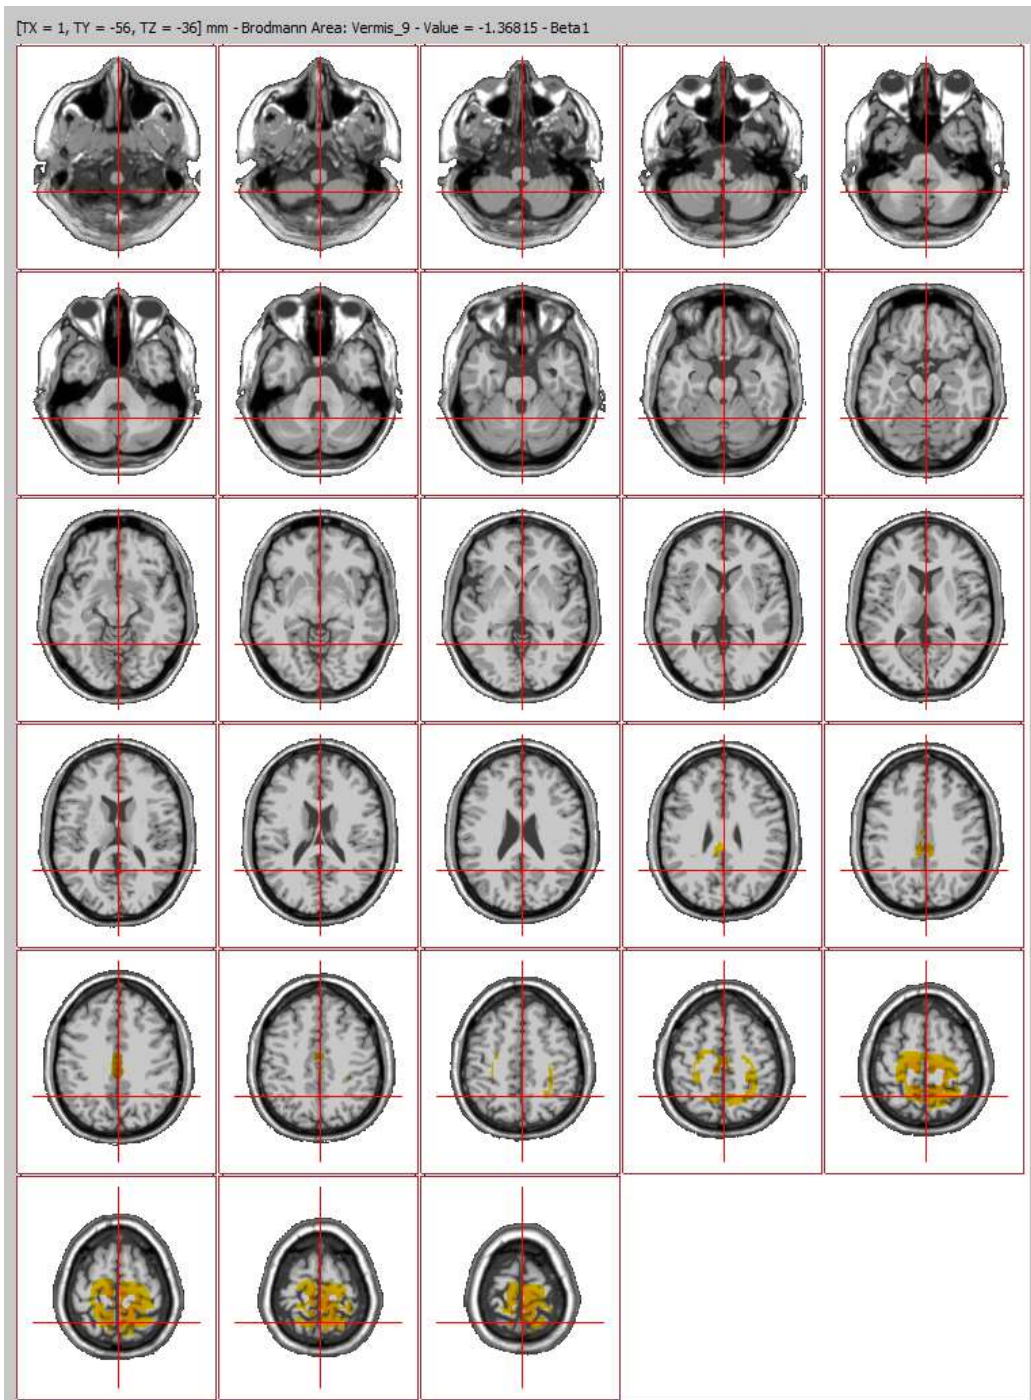 [TX = 1, TY = -56, TZ = -36] mm - Brodmann Area: Vermis_9 - Value = -1.36815 - Beta1